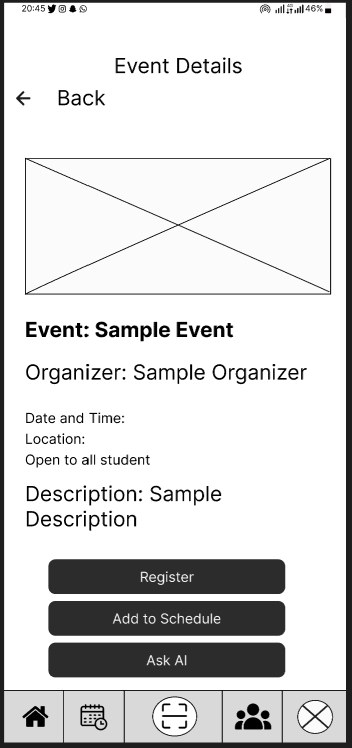 20:45 46%
Event Details
Back
Event: Sample Event
Organizer: Sample Organizer
Date and Time:
Location:
Open to all student
Description: Sample
Description
Register
Add to Schedule
Ask AI